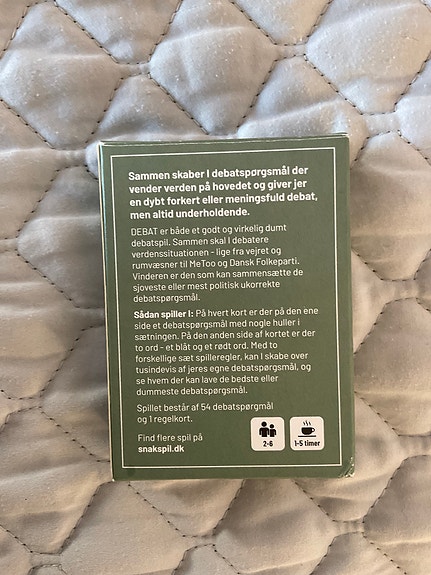 Sammen skaber I debatspørgsmål der
vender verden på hovedet og giver jer
en dybt forkert eller meningsfuld debat,
men altid underholdende.
DEBAT er både et godt og virkelig dumt
debatspil. Sammen skal I debatere
verdenssituationen - lige fra vejret og
rumvæsner til MeToo og Dansk Folkeparti.
Vinderen er den som kan sammensætte de
sjoveste eller mest politisk ukorrekte
debatspørgsmål.
Sådan spiller I: På hvert kort er der på den ene
side et debatspørgsmål med nogle huller i
sætningen. På den anden side af kortet er der
to ord - et blåt og et rødt ord. Med to
forskellige sæt spilleregler, kan I skabe over
tusindevis af jeres egne debatspørgsmål, og
se hvem der kan lave de bedste eller
dummeste debatspørgsmål.
Spillet består af 54 debatspørgmål
og 1 regelkort.
Find flere spil på
snakspil.dk
2-6
1-5 timer